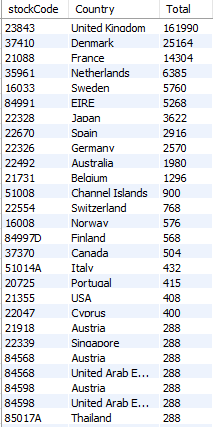 stockCode Country Total
23843 United Kingdom 161990
37410 Denmark 25164
21088 France 14304
35961 Netherlands 6385
16033 Sweden 5760
84991 EIRE 5268
22328 Japan 3622
22670 Spain 2916
22326 Germany 2570
22492 Australia 1980
21731 Belgium 1296
51008 Channel Islands 900
22554 Switzerland 768
16008 Norway 576
84997D Finland 568
37370 Canada 504
51014A Italy 432
20725 Portugal 415
21355 USA 408
22047 Cyprus 400
21918 Austria 288
22339 Singapore 288
84568 Austria 288
84568 United Arab E... 288
84598 Austria 288
84598 United Arab E... 288
85017A Thailand 288